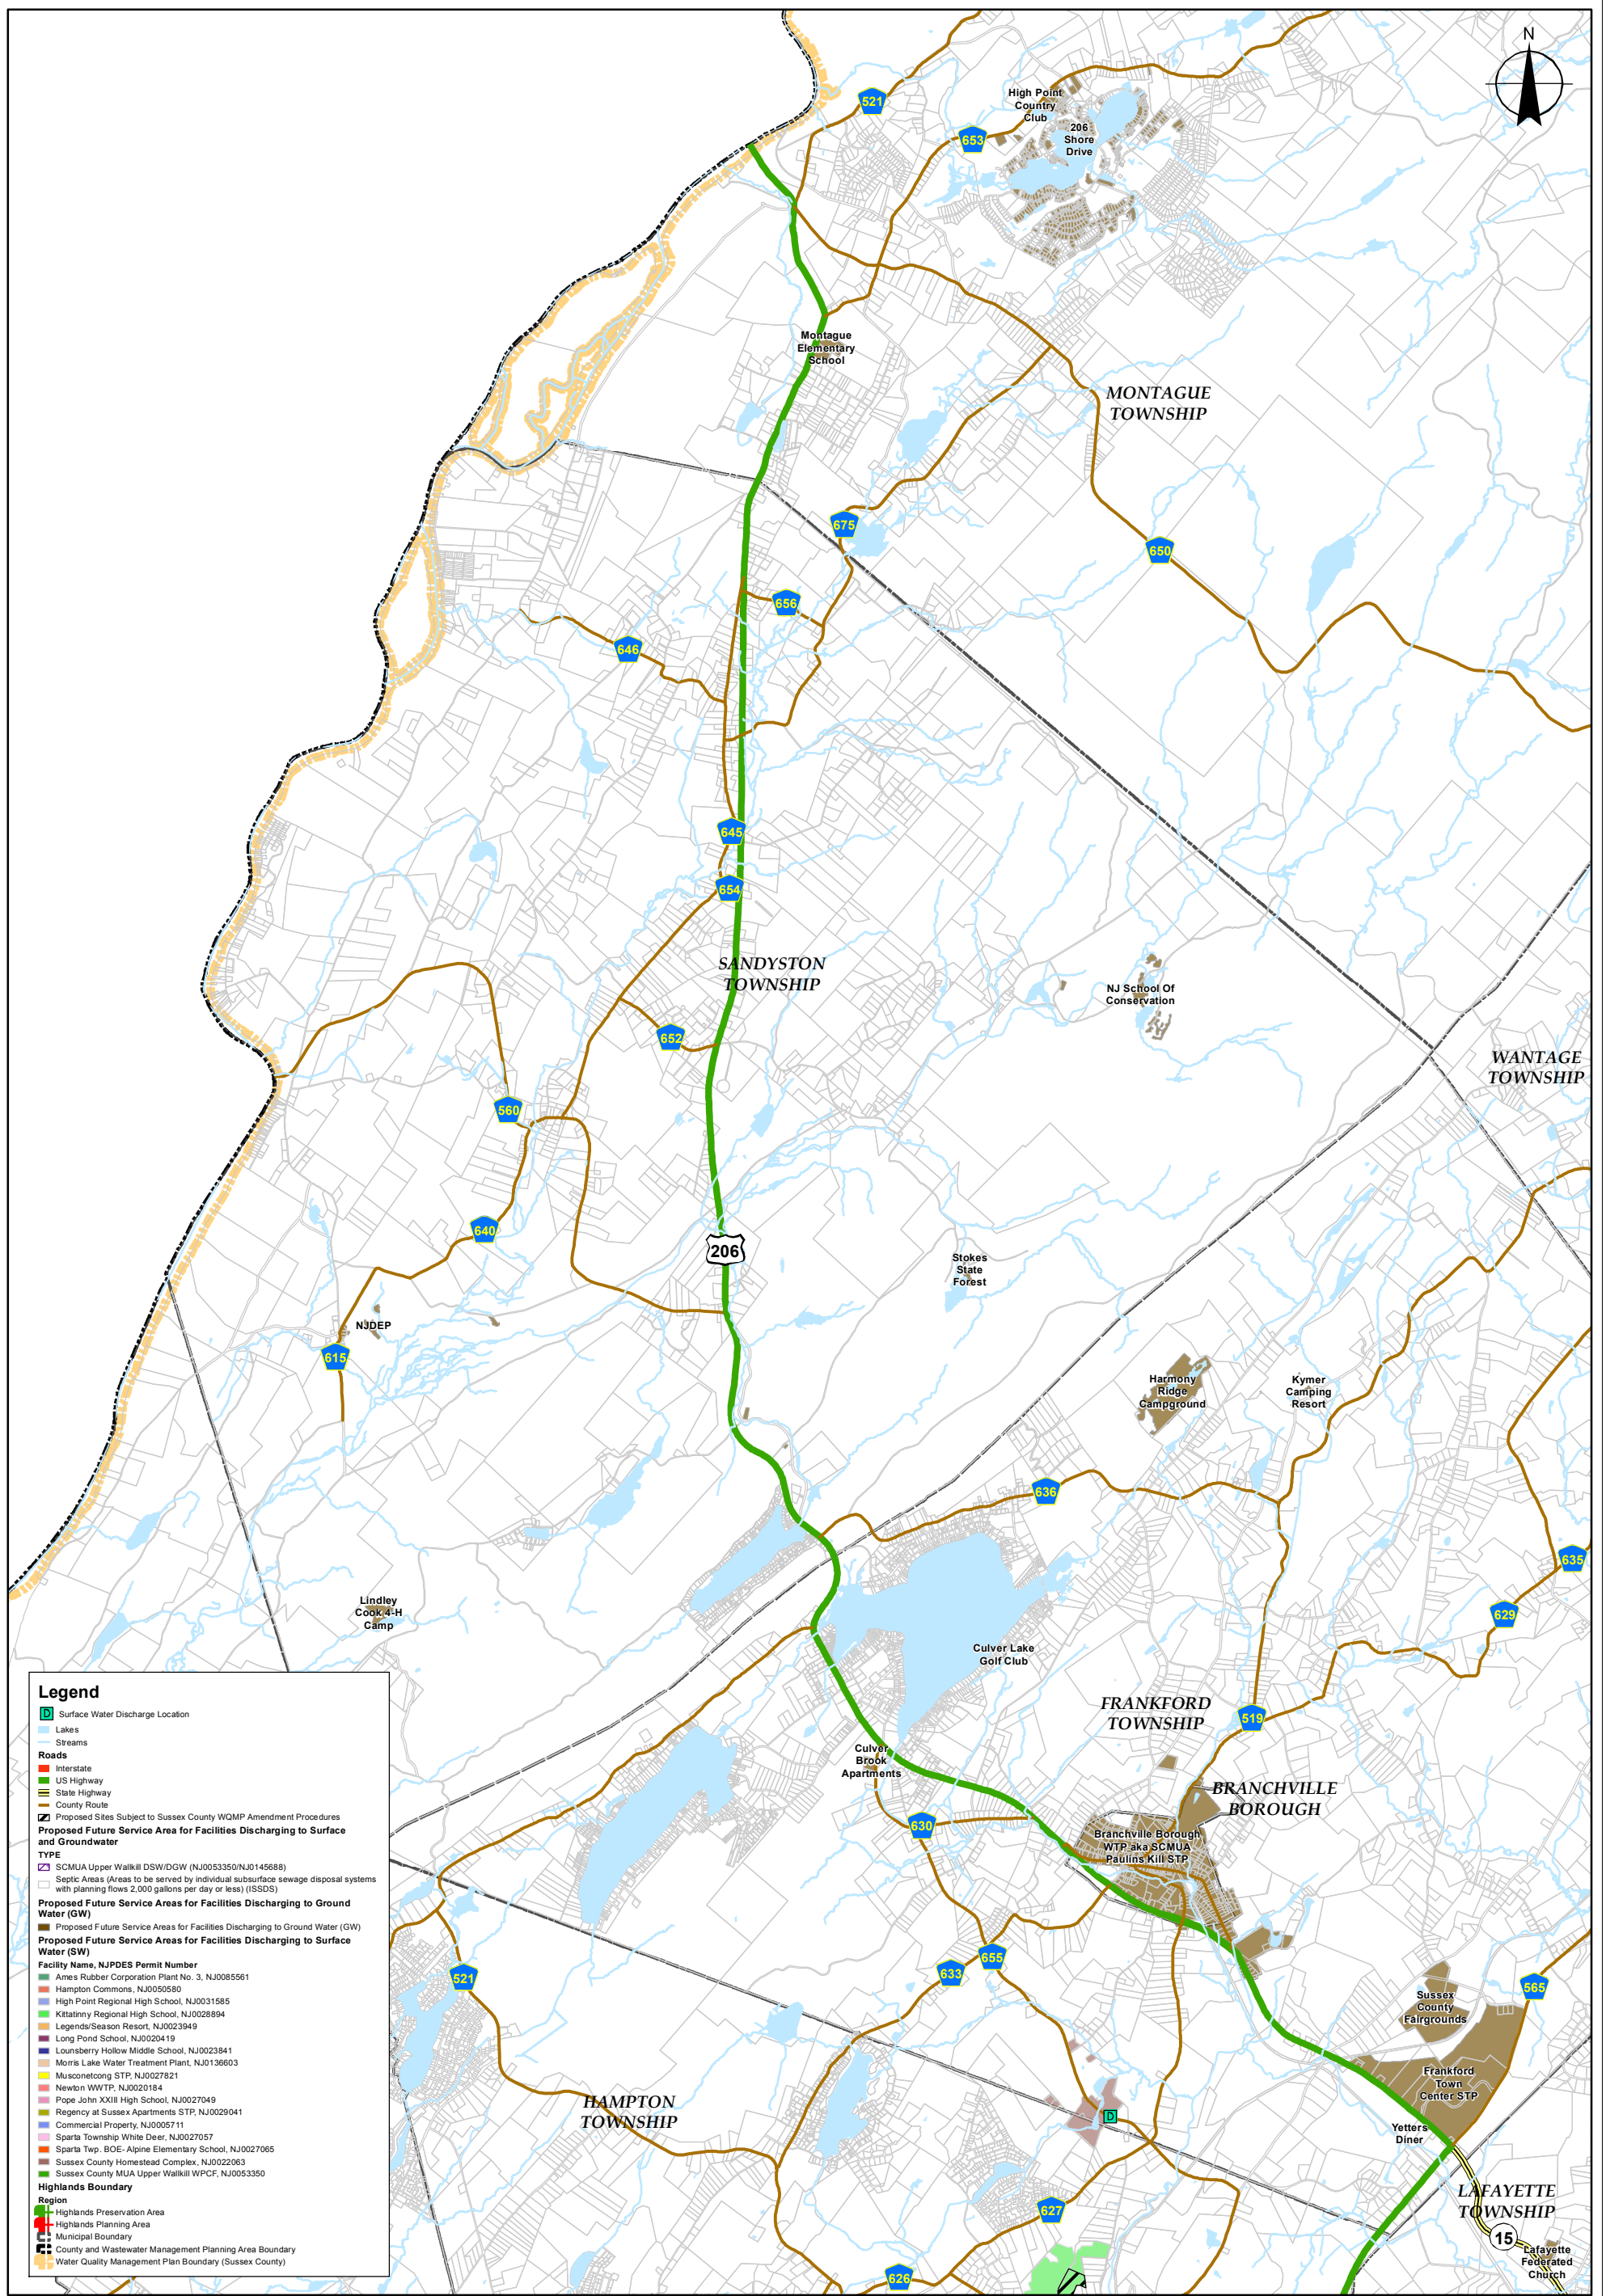 N
521
High Point
Country
Club
653
206
Shore
Drive
Montague
Elementary
School
MONTAGUE
TOWNSHIP
675
650
656
646
645
654
SANDYSTON
TOWNSHIP
NJ School Of
Conservation
652
WANTAGE
TOWNSHIP
560
640
206
Stokes
State
Forest
NJDEP
615
Harmony
Ridge
Campground
Kymer
Camping
Resort
636
635
629
Lindley
Cook 4-H
Camp
Culver Lake
Golf Club
FRANKFORD
TOWNSHIP
519
Culver
Brook
Apartments
BRANCHVILLE
BOROUGH
630
Branchville Borough
WTP aka SCMUA
Paulins Kill STP
655
633
521
565
Sussex
County
Fairgrounds
Frankford
Town
Center STP
HAMPTON
TOWNSHIP
D
Yetters
Diner
LAFAYETTE
TOWNSHIP
627
15
Lafayette
Federated
Church
626
Legend
D Surface Water Discharge Location
Lakes
Streams
Roads
Interstate
US Highway
State Highway
County Route
Proposed Sites Subject to Sussex County WQMP Amendment Procedures
Proposed Future Service Area for Facilities Discharging to Surface
and Groundwater
TYPE
SCMUA Upper Wallkill DSW/DGW (NJ0053350/NJ0145688)
Septic Areas (Areas to be served by individual subsurface sewage disposal systems
with planning flows 2,000 gallons per day or less) (ISSDS)
Proposed Future Service Areas for Facilities Discharging to Ground
Water (GW)
Proposed Future Service Areas for Facilities Discharging to Ground Water (GW)
Proposed Future Service Areas for Facilities Discharging to Surface
Water (SW)
Facility Name, NJPDES Permit Number
Ames Rubber Corporation Plant No. 3, NJ0085561
Hampton Commons, NJ0050580
High Point Regional High School, NJ0031585
Kittatinny Regional High School, NJ0028894
Legends/Season Resort, NJ0023949
Long Pond School, NJ0020419
Lounsberry Hollow Middle School, NJ0023841
Morris Lake Water Treatment Plant, NJ0136603
Musconetcong STP, NJ0027821
Newton WWTP, NJ0020184
Pope John XXIII High School, NJ0027049
Regency at Sussex Apartments STP, NJ0029041
Commercial Property, NJ0005711
Sparta Township White Deer, NJ0027057
Sparta Twp. BOE- Alpine Elementary School, NJ0027065
Sussex County Homestead Complex, NJ0022063
Sussex County MUA Upper Wallkill WPCF, NJ0053350
Highlands Boundary
Region
Highlands Preservation Area
Highlands Planning Area
Municipal Boundary
County and Wastewater Management Planning Area Boundary
Water Quality Management Plan Boundary (Sussex County)